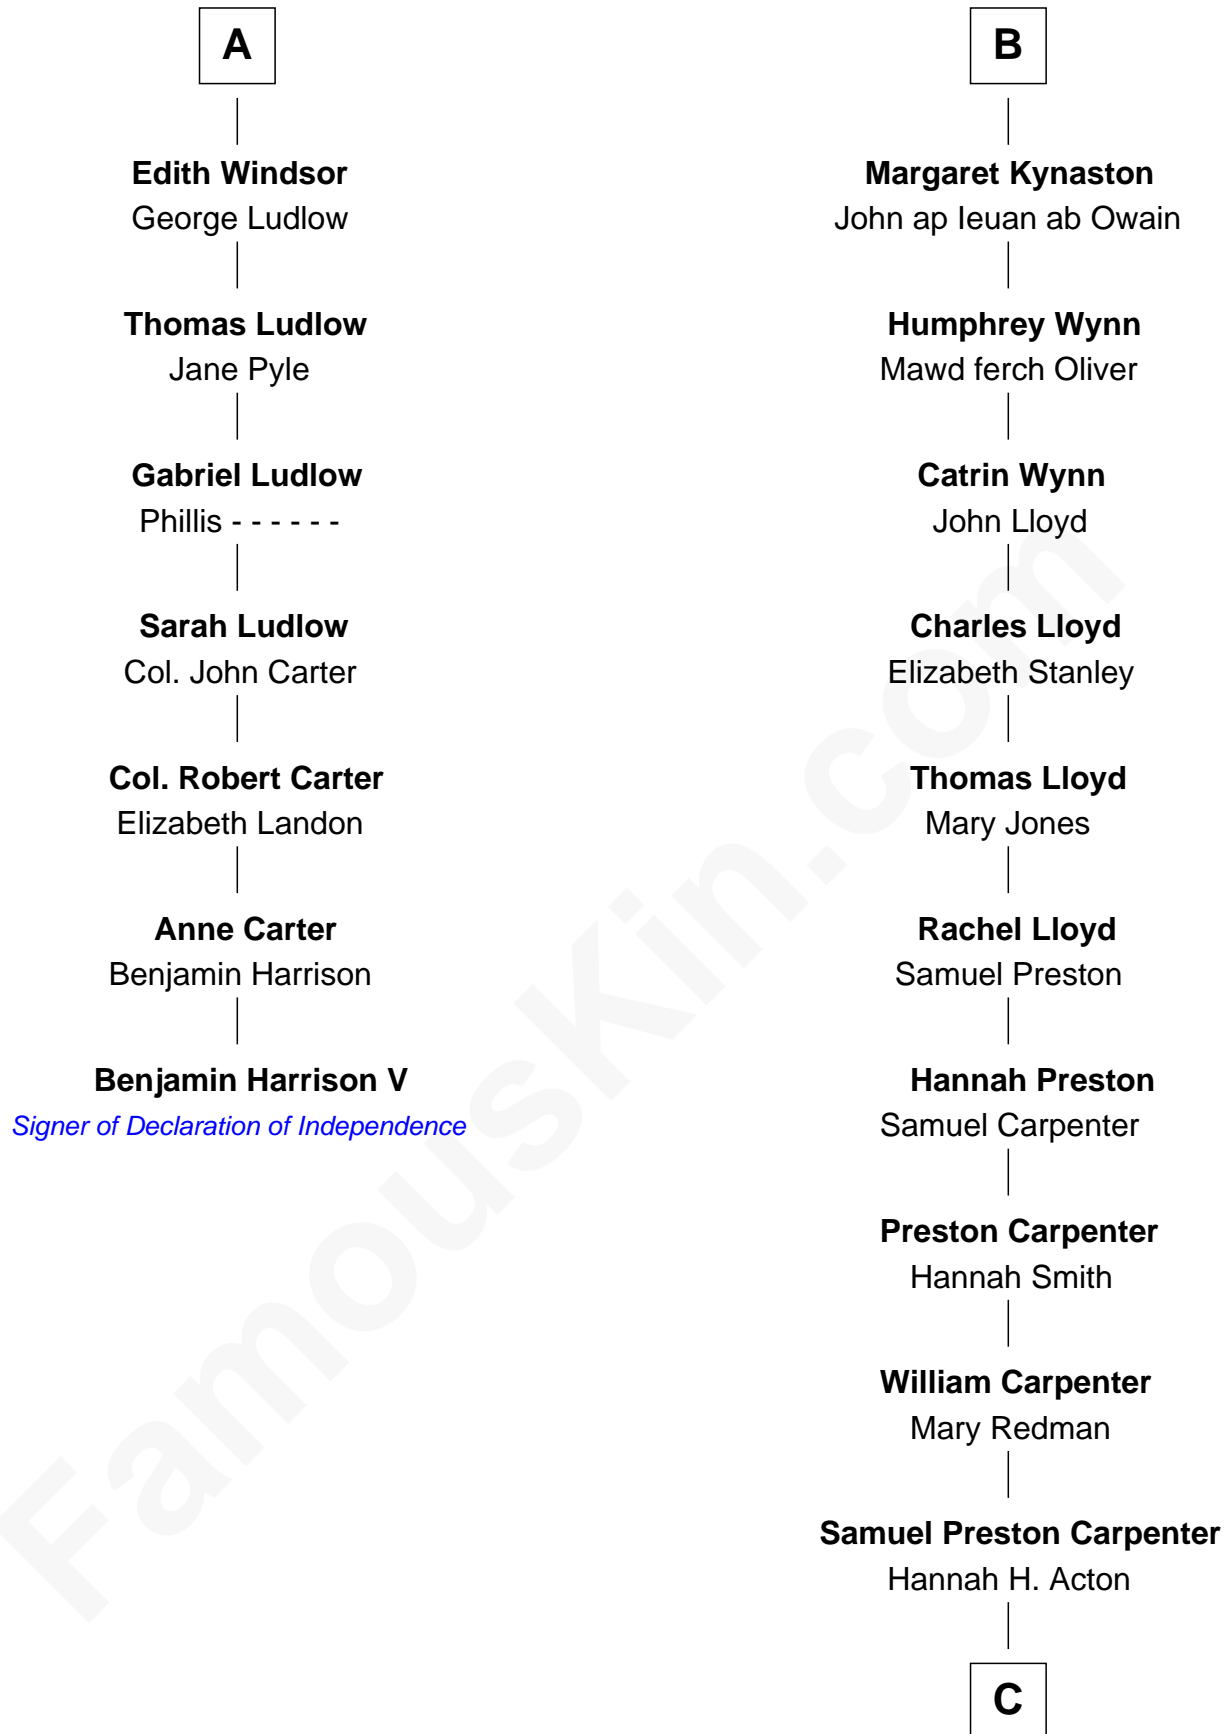 A
Edith Windsor
George Ludlow
Thomas Ludlow
Jane Pyle
Gabriel Ludlow
Phillis - - - - - -
Sarah Ludlow
Col. John Carter
Col. Robert Carter
Elizabeth Landon
Anne Carter
Benjamin Harrison
Benjamin Harrison V
Signer of Declaration of Independence
B
Margaret Kynaston
John ap Ieuan ab Owain
Humphrey Wynn
Mawd ferch Oliver
Catrin Wynn
John Lloyd
Charles Lloyd
Elizabeth Stanley
Thomas Lloyd
Mary Jones
Rachel Lloyd
Samuel Preston
Hannah Preston
Samuel Carpenter
Preston Carpenter
Hannah Smith
William Carpenter
Mary Redman
Samuel Preston Carpenter
Hannah H. Acton
C
FamousKin.com